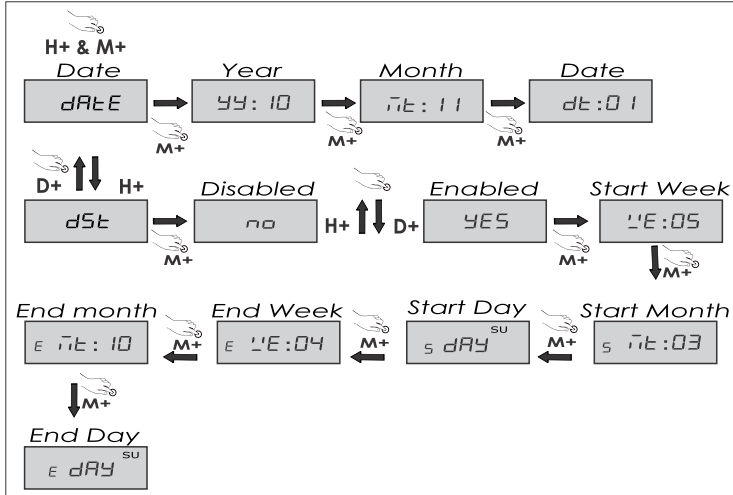 H+ & M+
Date Year Month Date
dAtE YY: 10 Mt: 11 dt:01
M+ M+ M+
D+ H+
Disabled Enabled Start Week
dSt no H+ D+ YES WE:05
M+ M+
M+
End month End Week Start Day Start Month
E Mt: 10 M+ E WE:04 M+ S dAY SU M+ S Mt:03
M+
End Day
E dAY SU